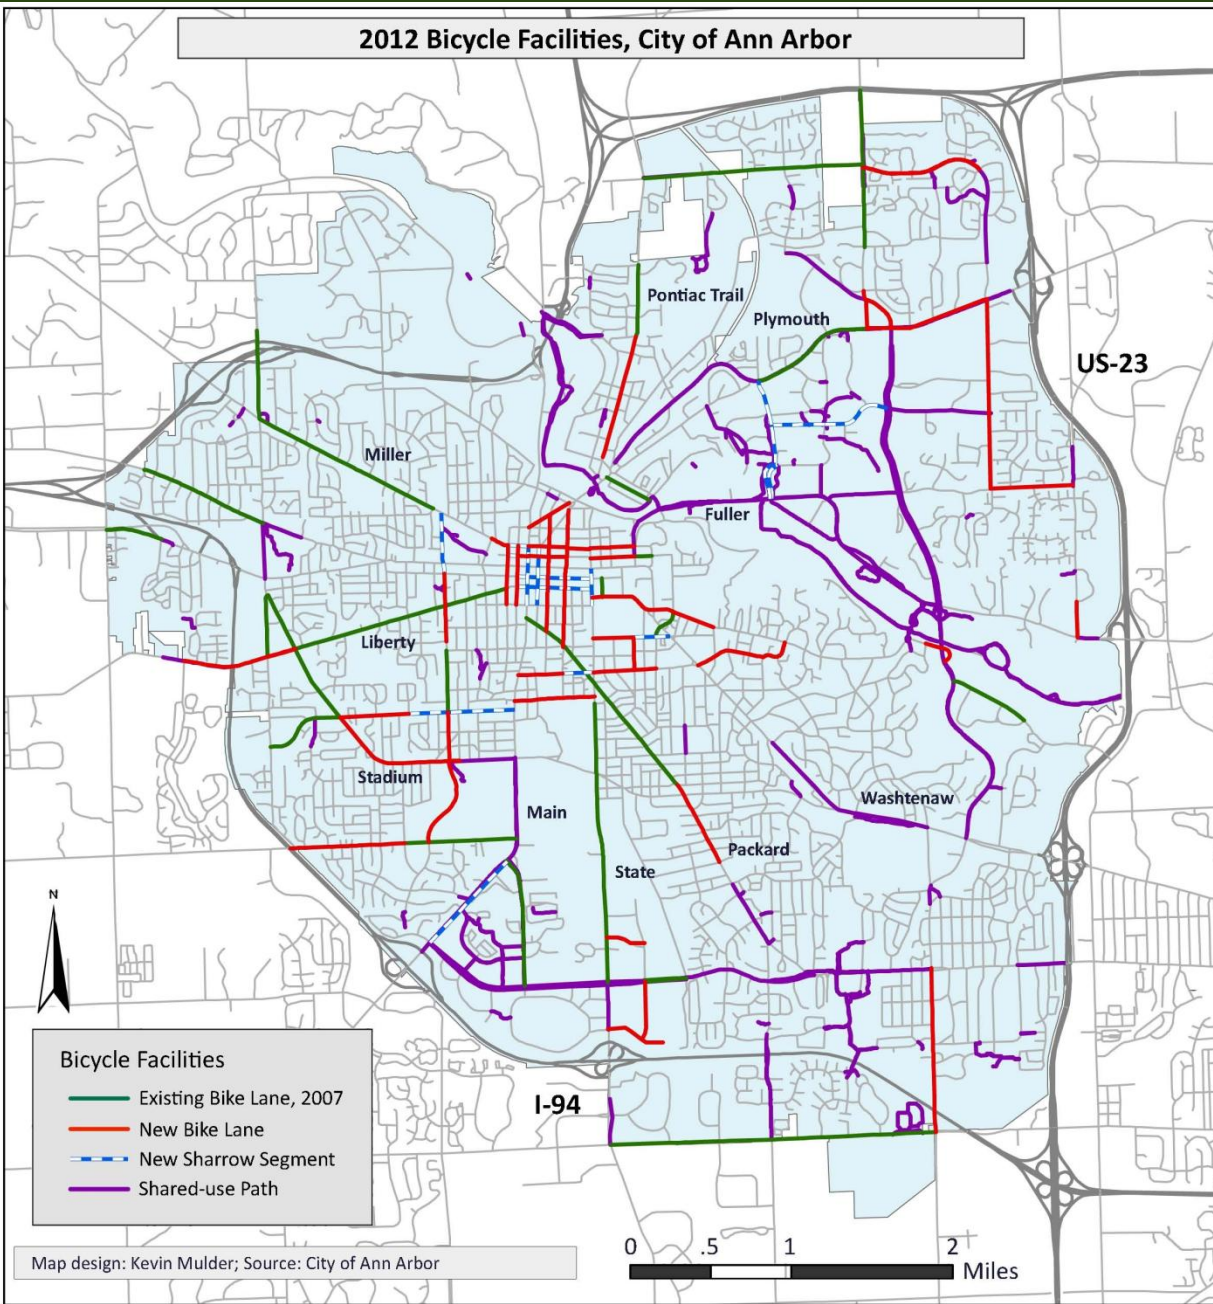 2012 Bicycle Facilities, City of Ann Arbor
Pontiac Trail
Plymouth
US-23
Miller
Fuller
Liberty
Stadium
Main
Washtenaw
Packard
State
N
Bicycle Facilities
Existing Bike Lane, 2007
New Bike Lane
New Sharrow Segment
Shared-use Path
I-94
Map design: Kevin Mulder; Source: City of Ann Arbor
0 .5 1 2
Miles